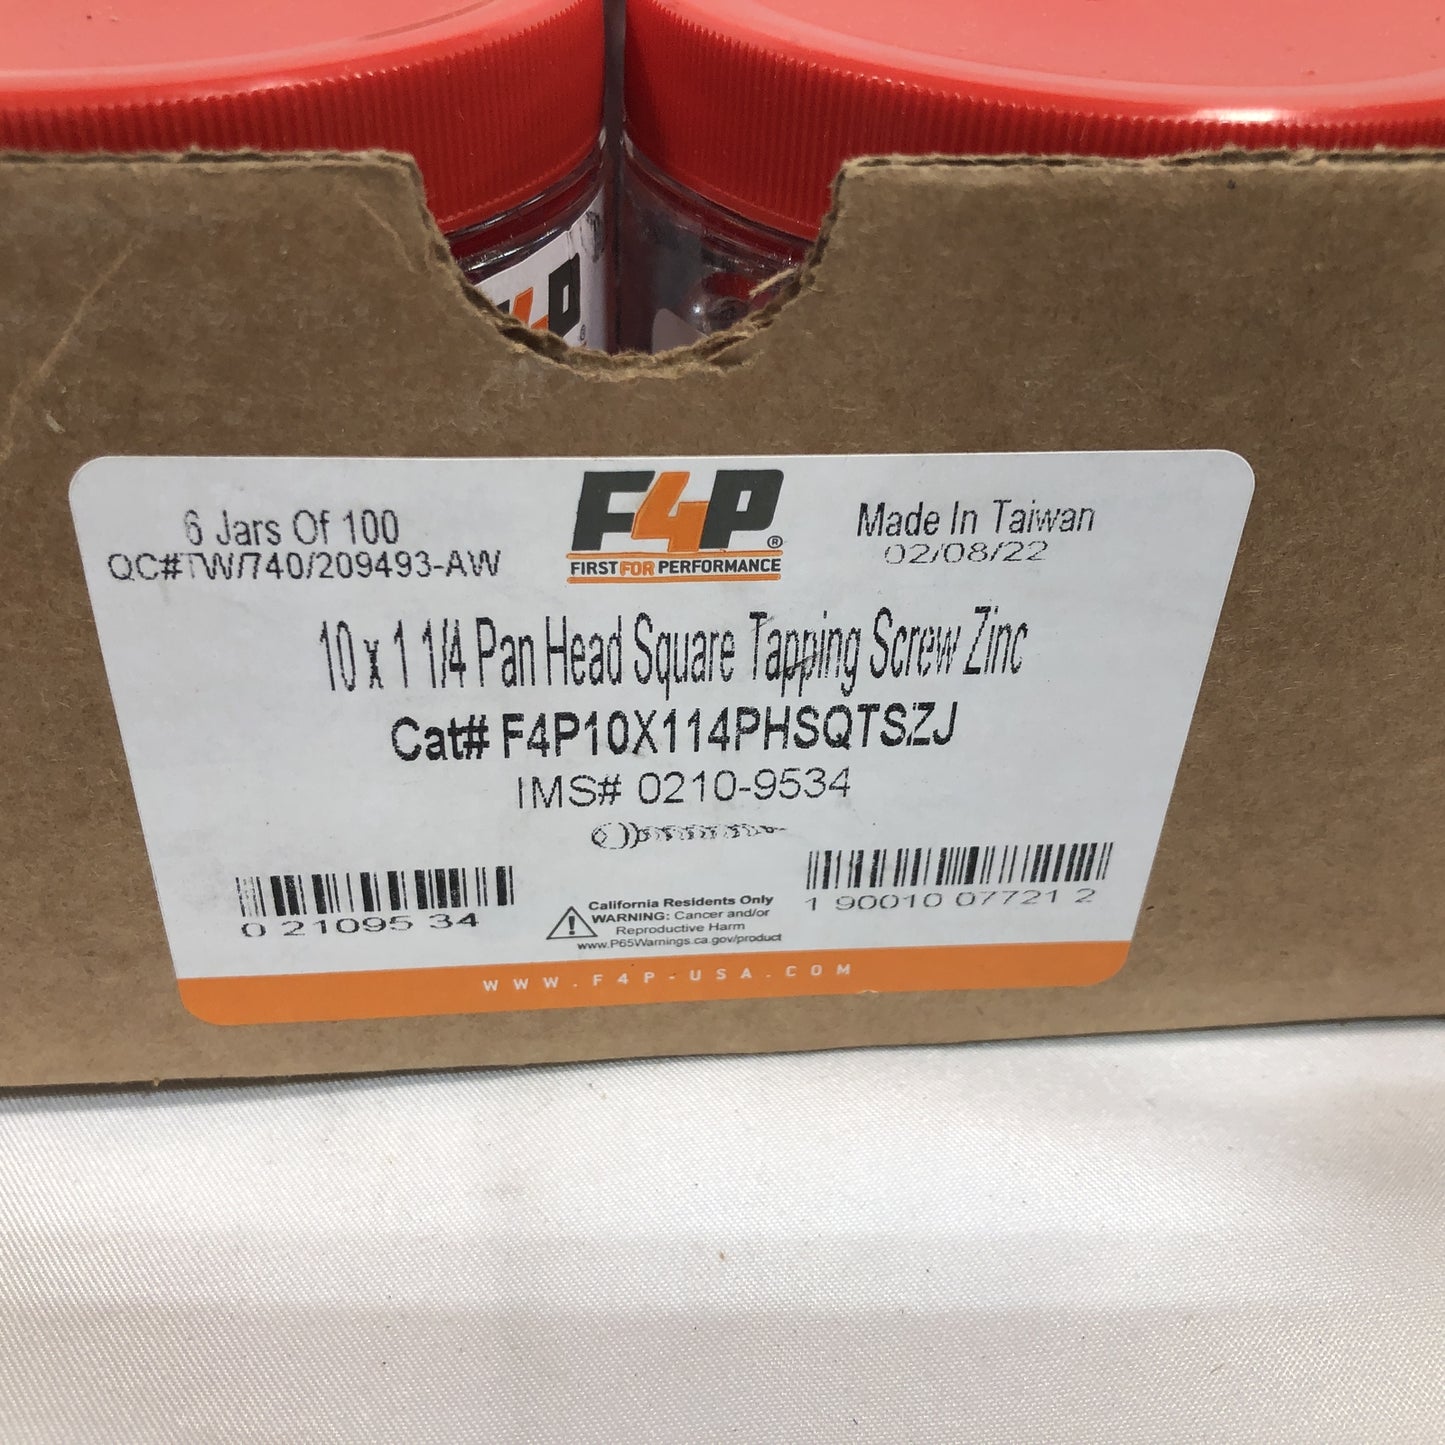 F4P
6 Jars Of 100
QC#TW/740/209493-AW
F4P®
FIRST FOR PERFORMANCE
Made In Taiwan
02/08/22
10 x 1 1/4 Pan Head Square Tapping Screw Zinc
Cat# F4P10X114PHSQTSZJ
IMS# 0210-9534
0 21095 34
California Residents Only
WARNING: Cancer and/or
Reproductive Harm
www.P65Warnings.ca.gov/product
1 90010 07721 2
WWW.F4P-USA.COM